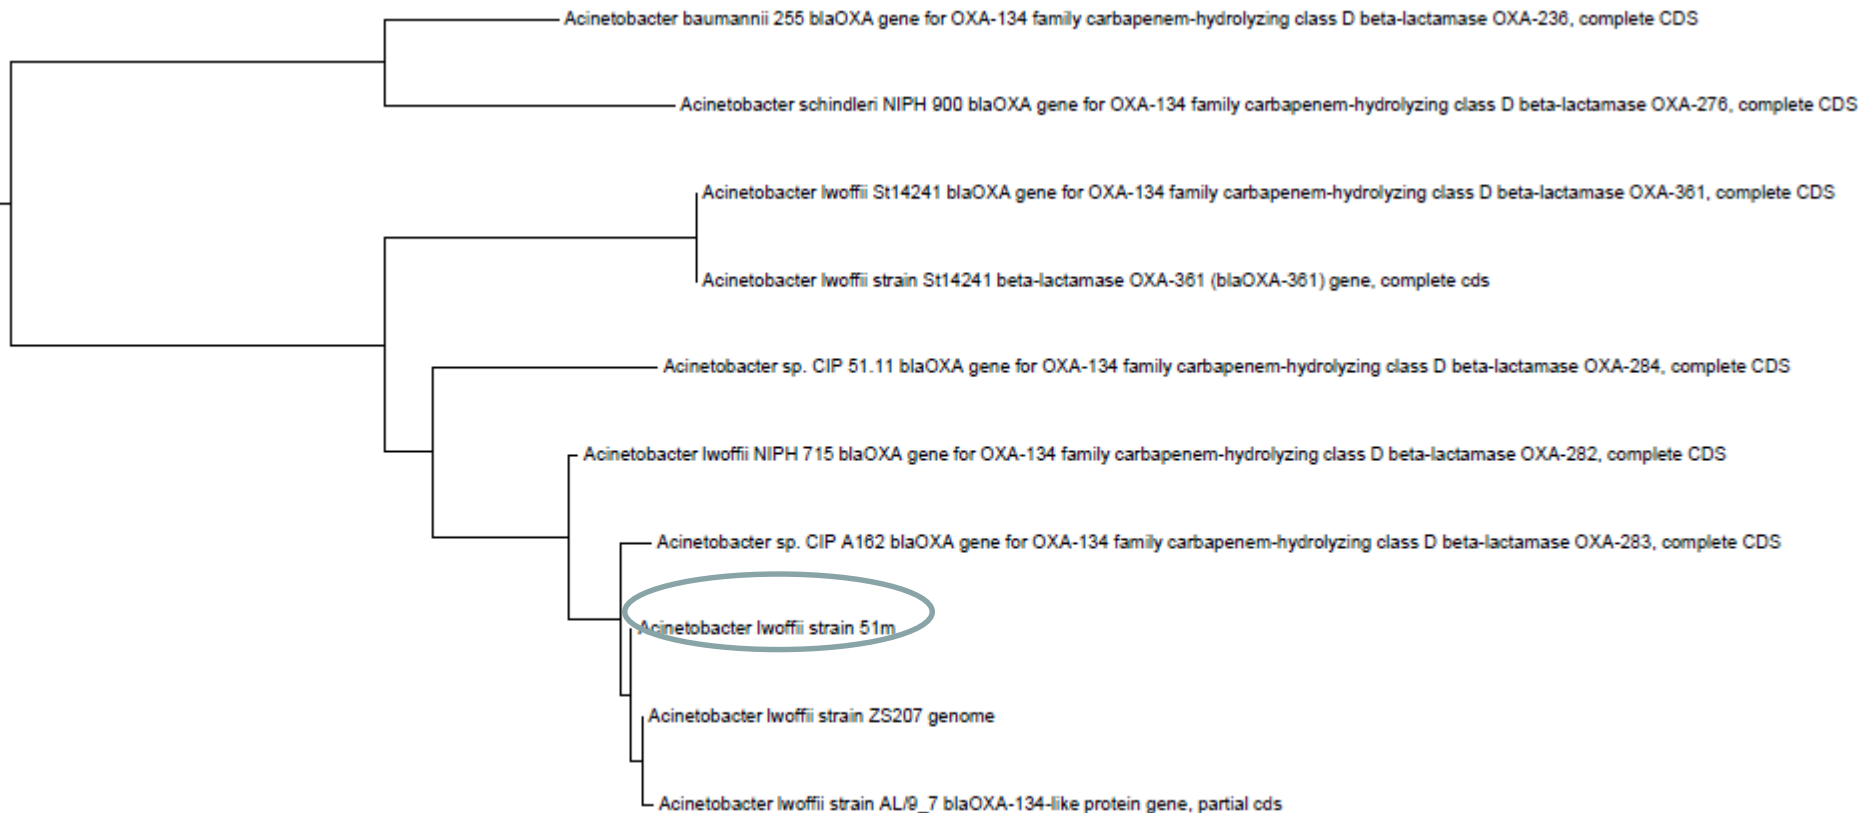 Acinetobacter baumannii 255 blaOXA gene for OXA-134 family carbapenem-hydrolyzing class D beta-lactamase OXA-236, complete CDS
Acinetobacter schindleri NIPH 900 blaOXA gene for OXA-134 family carbapenem-hydrolyzing class D beta-lactamase OXA-276, complete CDS
Acinetobacter lwoffii St14241 blaOXA gene for OXA-134 family carbapenem-hydrolyzing class D beta-lactamase OXA-361, complete CDS
Acinetobacter lwoffii strain St14241 beta-lactamase OXA-361 (blaOXA-361) gene, complete cds
Acinetobacter sp. CIP 51.11 blaOXA gene for OXA-134 family carbapenem-hydrolyzing class D beta-lactamase OXA-284, complete CDS
Acinetobacter lwoffii NIPH 715 blaOXA gene for OXA-134 family carbapenem-hydrolyzing class D beta-lactamase OXA-282, complete CDS
Acinetobacter sp. CIP A162 blaOXA gene for OXA-134 family carbapenem-hydrolyzing class D beta-lactamase OXA-283, complete CDS
Acinetobacter lwoffii strain 51m
Acinetobacter lwoffii strain ZS207 genome
Acinetobacter lwoffii strain AL/9_7 blaOXA-134-like protein gene, partial cds